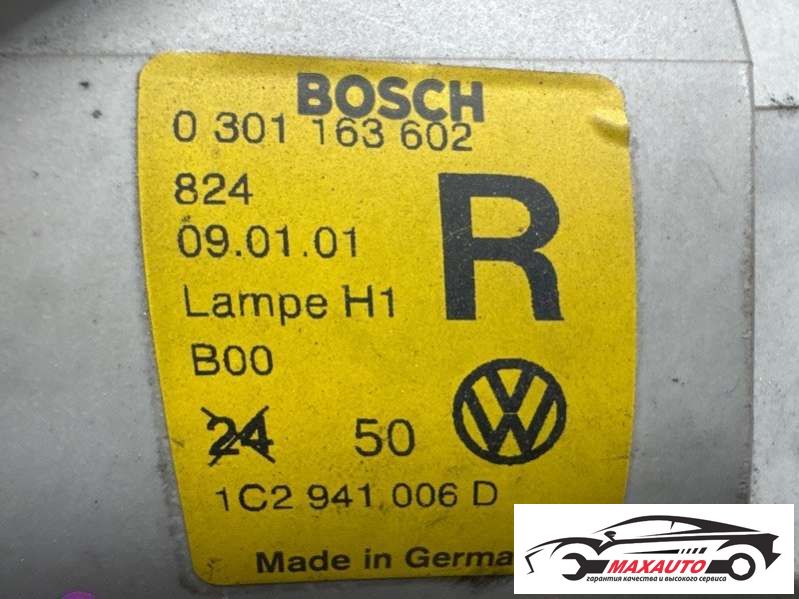 BOSCH
0 301 163 602
824
R
09.01.01
Lampe H1
B00
24 50
VW
1C2 941 006 D
Made in Germa
MAXAUTO
гарантия качества и высокого сервиса